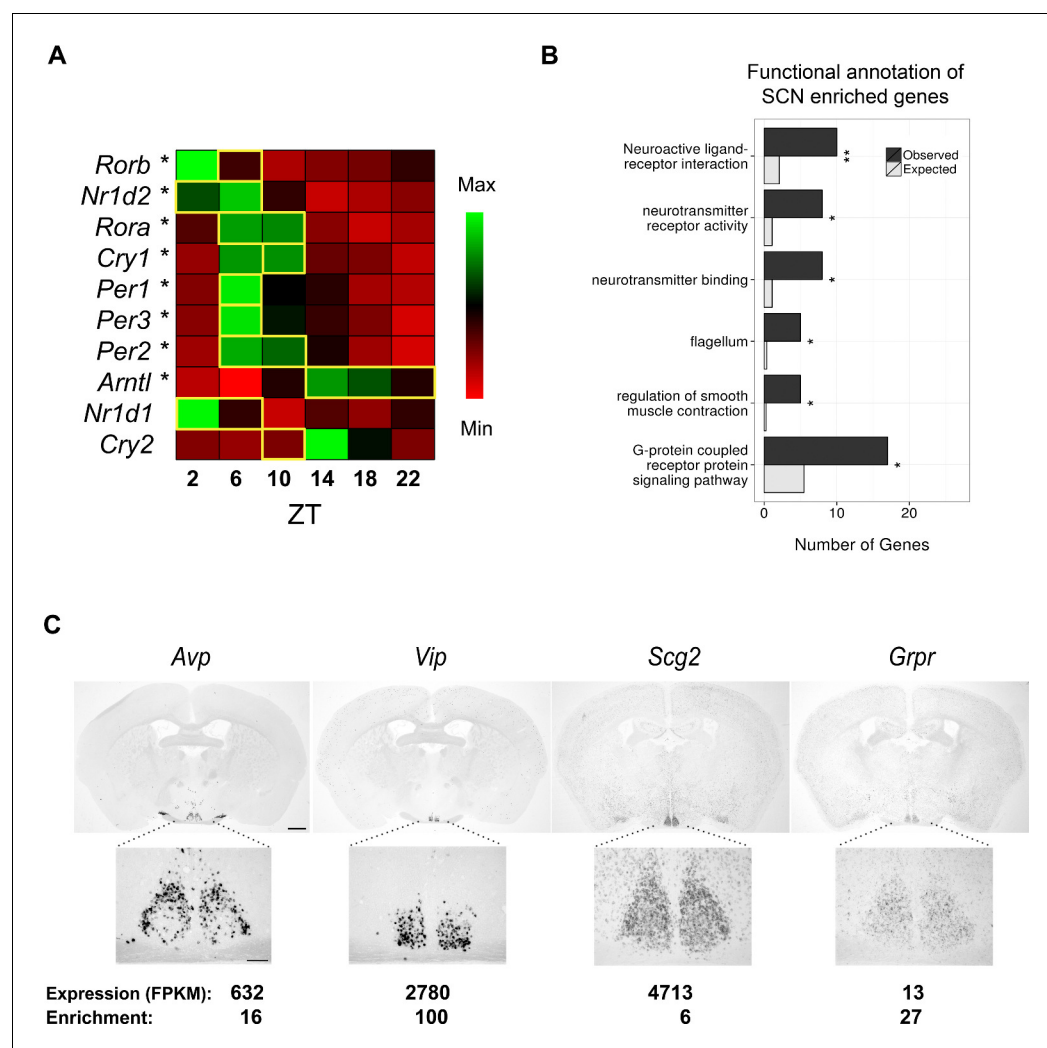 A
Rorb *
Nr1d2 *
Rora *
Cry1 *
Per1 *
Per3 *
Per2 *
Arntl *
Nr1d1
Cry2
2 6 10 14 18 22
ZT
Max
Min
B
Functional annotation of
SCN enriched genes
Neuroactive ligand-
receptor interaction
**
neurotransmitter
receptor activity
*
neurotransmitter binding
*
flagellum
*
regulation of smooth
muscle contraction
*
G-protein coupled
receptor protein
signaling pathway
*
Observed
Expected
0 10 20
Number of Genes
C
Avp Vip Scg2 Grpr
Expression (FPKM): 632 2780 4713 13
Enrichment: 16 100 6 27